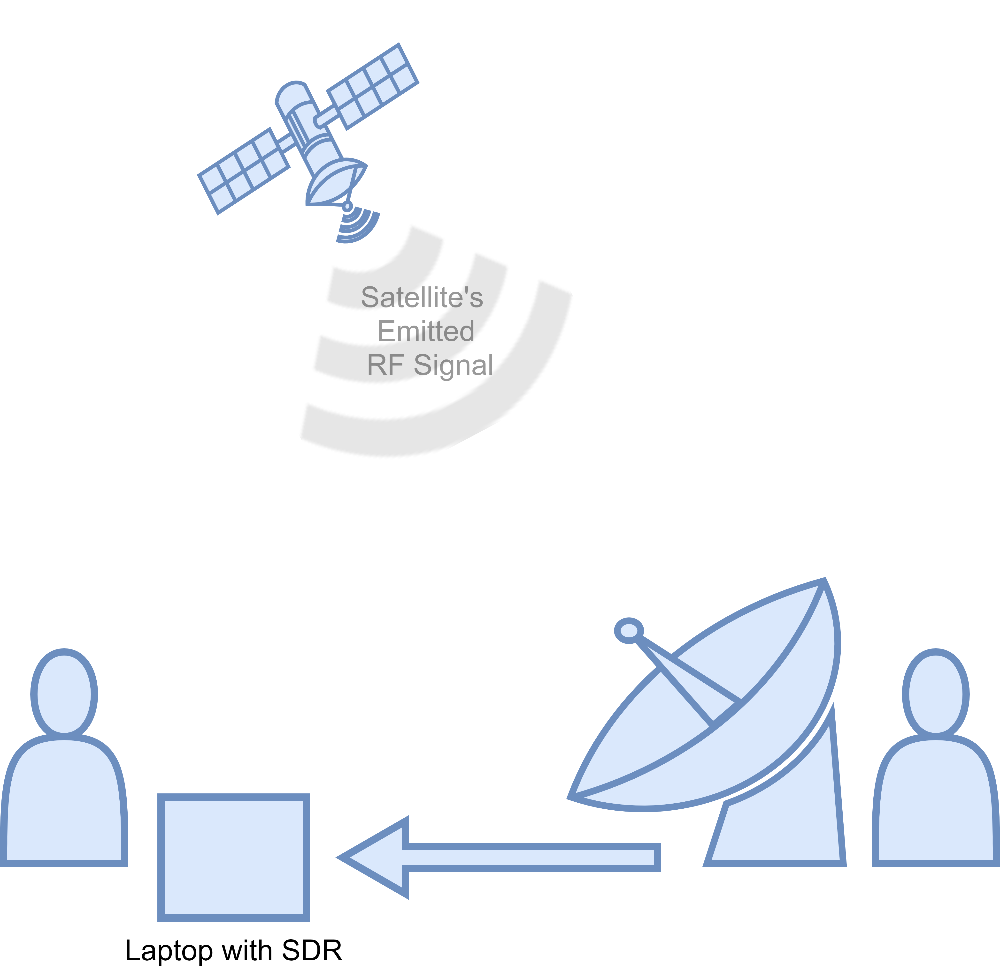 Satellite's
Emitted
RF Signal
Laptop with SDR